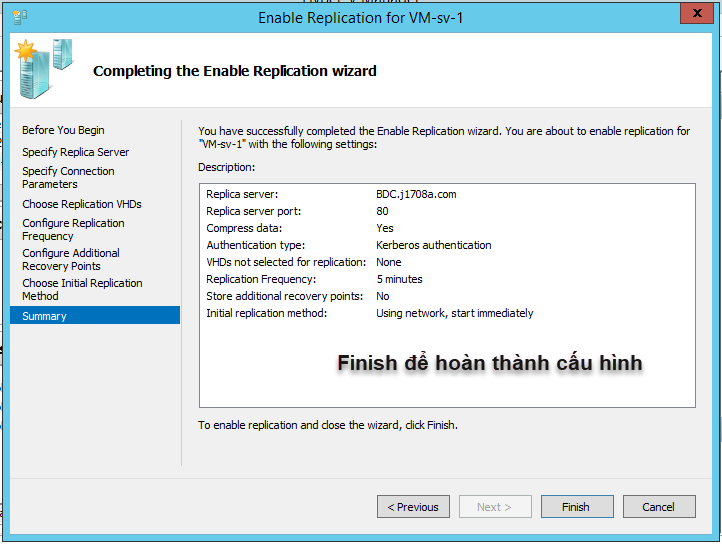 Enable Replication for VM-sv-1
X
Completing the Enable Replication wizard
Before You Begin
Specify Replica Server
Specify Connection
Parameters
Choose Replication VHDs
Configure Replication
Frequency
Configure Additional
Recovery Points
Choose Initial Replication
Method
Summary
You have successfully completed the Enable Replication wizard. You are about to enable replication for
"VM-sv-1" with the following settings:
Description:
Replica server: BDC.j1708a.com
Replica server port: 80
Compress data: Yes
Authentication type: Kerberos authentication
VHDs not selected for replication: None
Replication Frequency: 5 minutes
Store additional recovery points: No
Initial replication method: Using network, start immediately
Finish để hoàn thành cấu hình
To enable replication and close the wizard, click Finish.
< Previous
Next >
Finish
Cancel